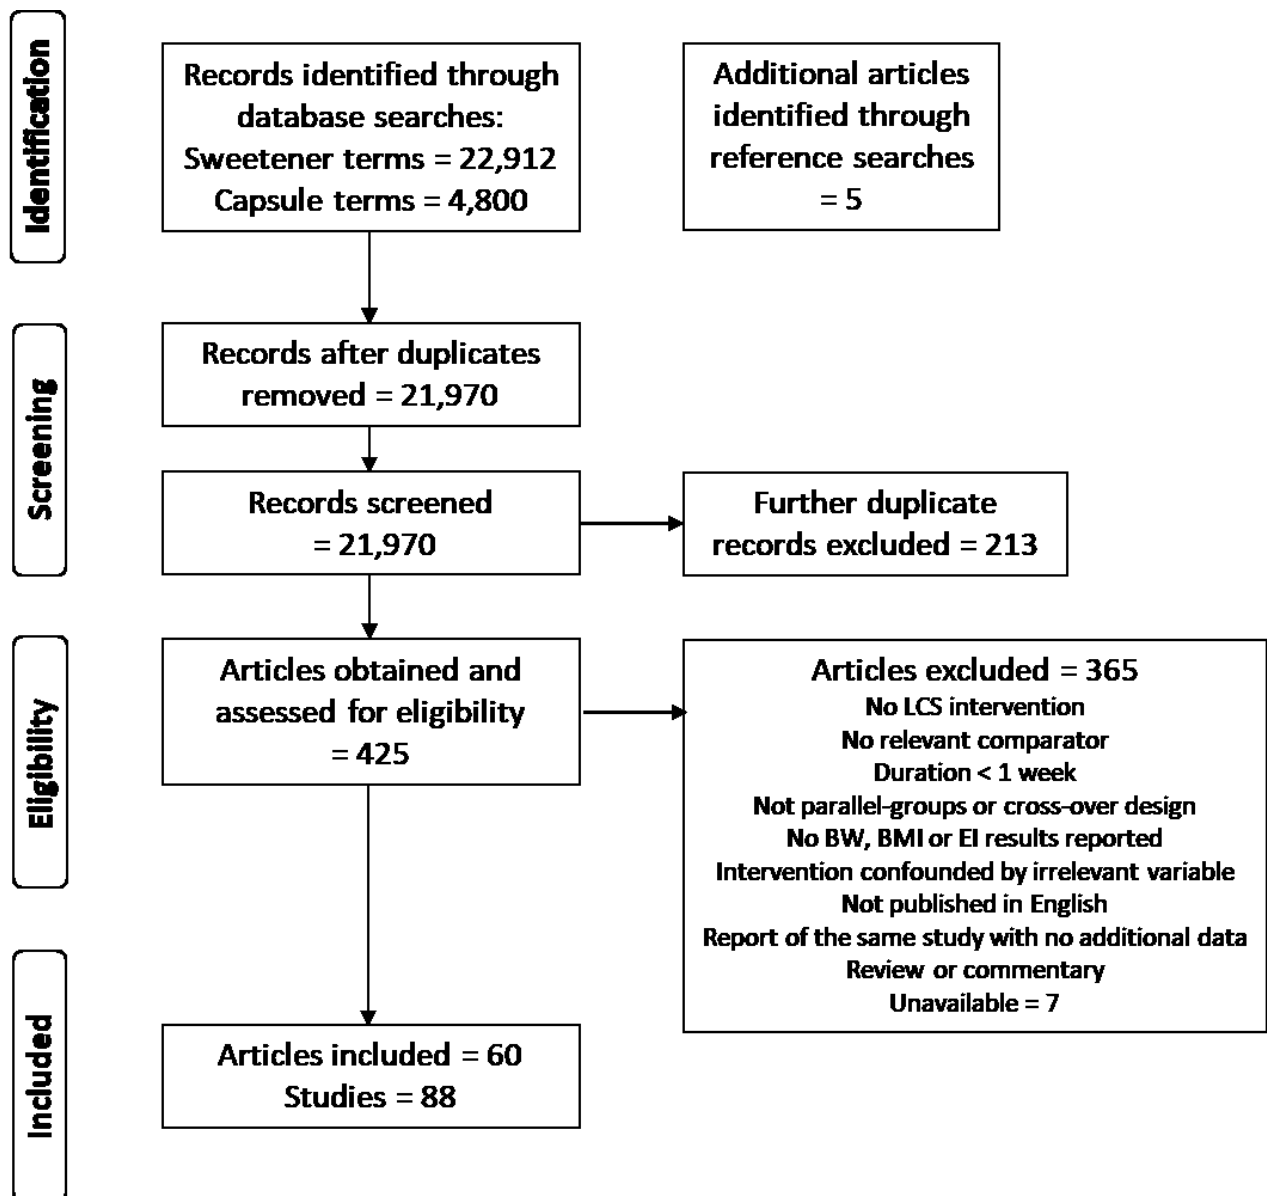 Identification
Records identified through
database searches:
Sweetener terms = 22,912
Capsule terms = 4,800
Additional articles
identified through
reference searches
= 5
Screening
Records after duplicates
removed = 21,970
Records screened
= 21,970
Further duplicate
records excluded = 213
Eligibility
Articles obtained and
assessed for eligibility
= 425
Articles excluded = 365
No LCS intervention
No relevant comparator
Duration < 1 week
Not parallel-groups or cross-over design
No BW, BMI or EI results reported
Intervention confounded by irrelevant variable
Not published in English
Report of the same study with no additional data
Review or commentary
Unavailable = 7
Included
Articles included = 60
Studies = 88